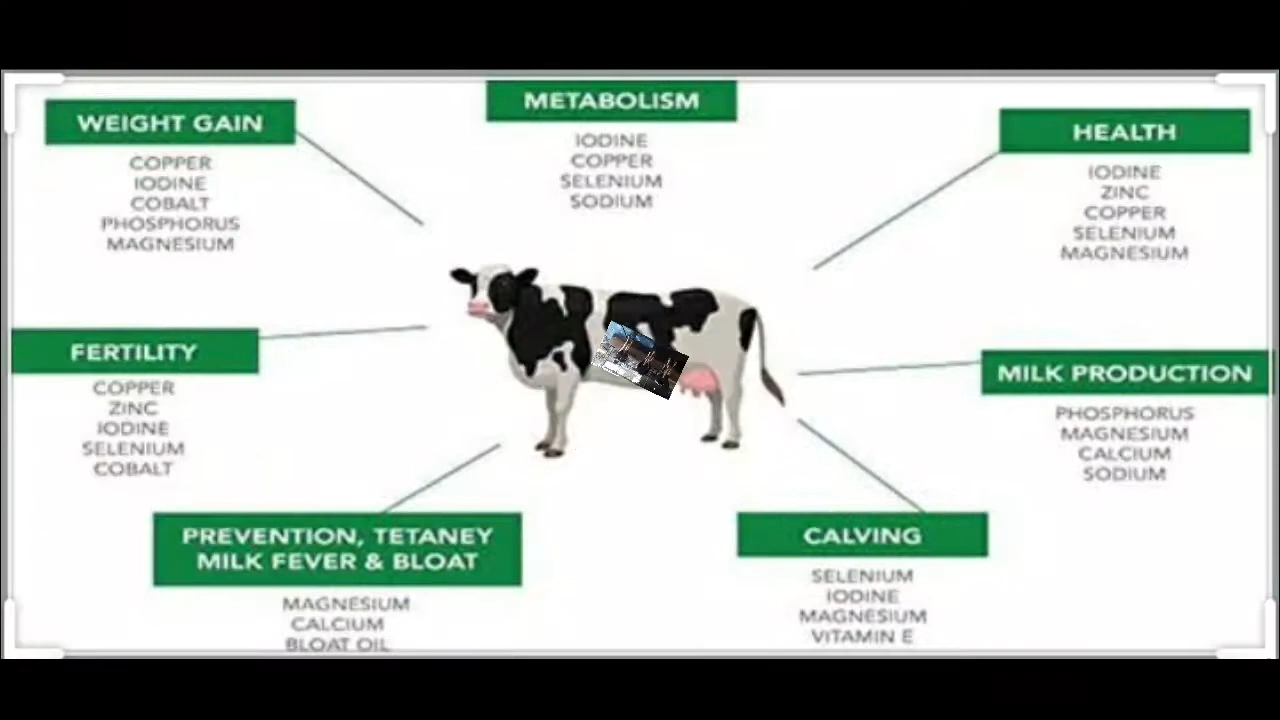 METABOLISM
IODINE
COPPER
SELENIUM
SODIUM
WEIGHT GAIN
COPPER
IODINE
COBALT
PHOSPHORUS
MAGNESIUM
HEALTH
IODINE
ZINC
COPPER
SELENIUM
MAGNESIUM
FERTILITY
COPPER
ZINC
IODINE
SELENIUM
COBALT
MILK PRODUCTION
PHOSPHORUS
MAGNESIUM
CALCIUM
SODIUM
PREVENTION, TETANEY
MILK FEVER & BLOAT
MAGNESIUM
CALCIUM
BLOAT OIL
CALVING
SELENIUM
IODINE
MAGNESIUM
VITAMIN E